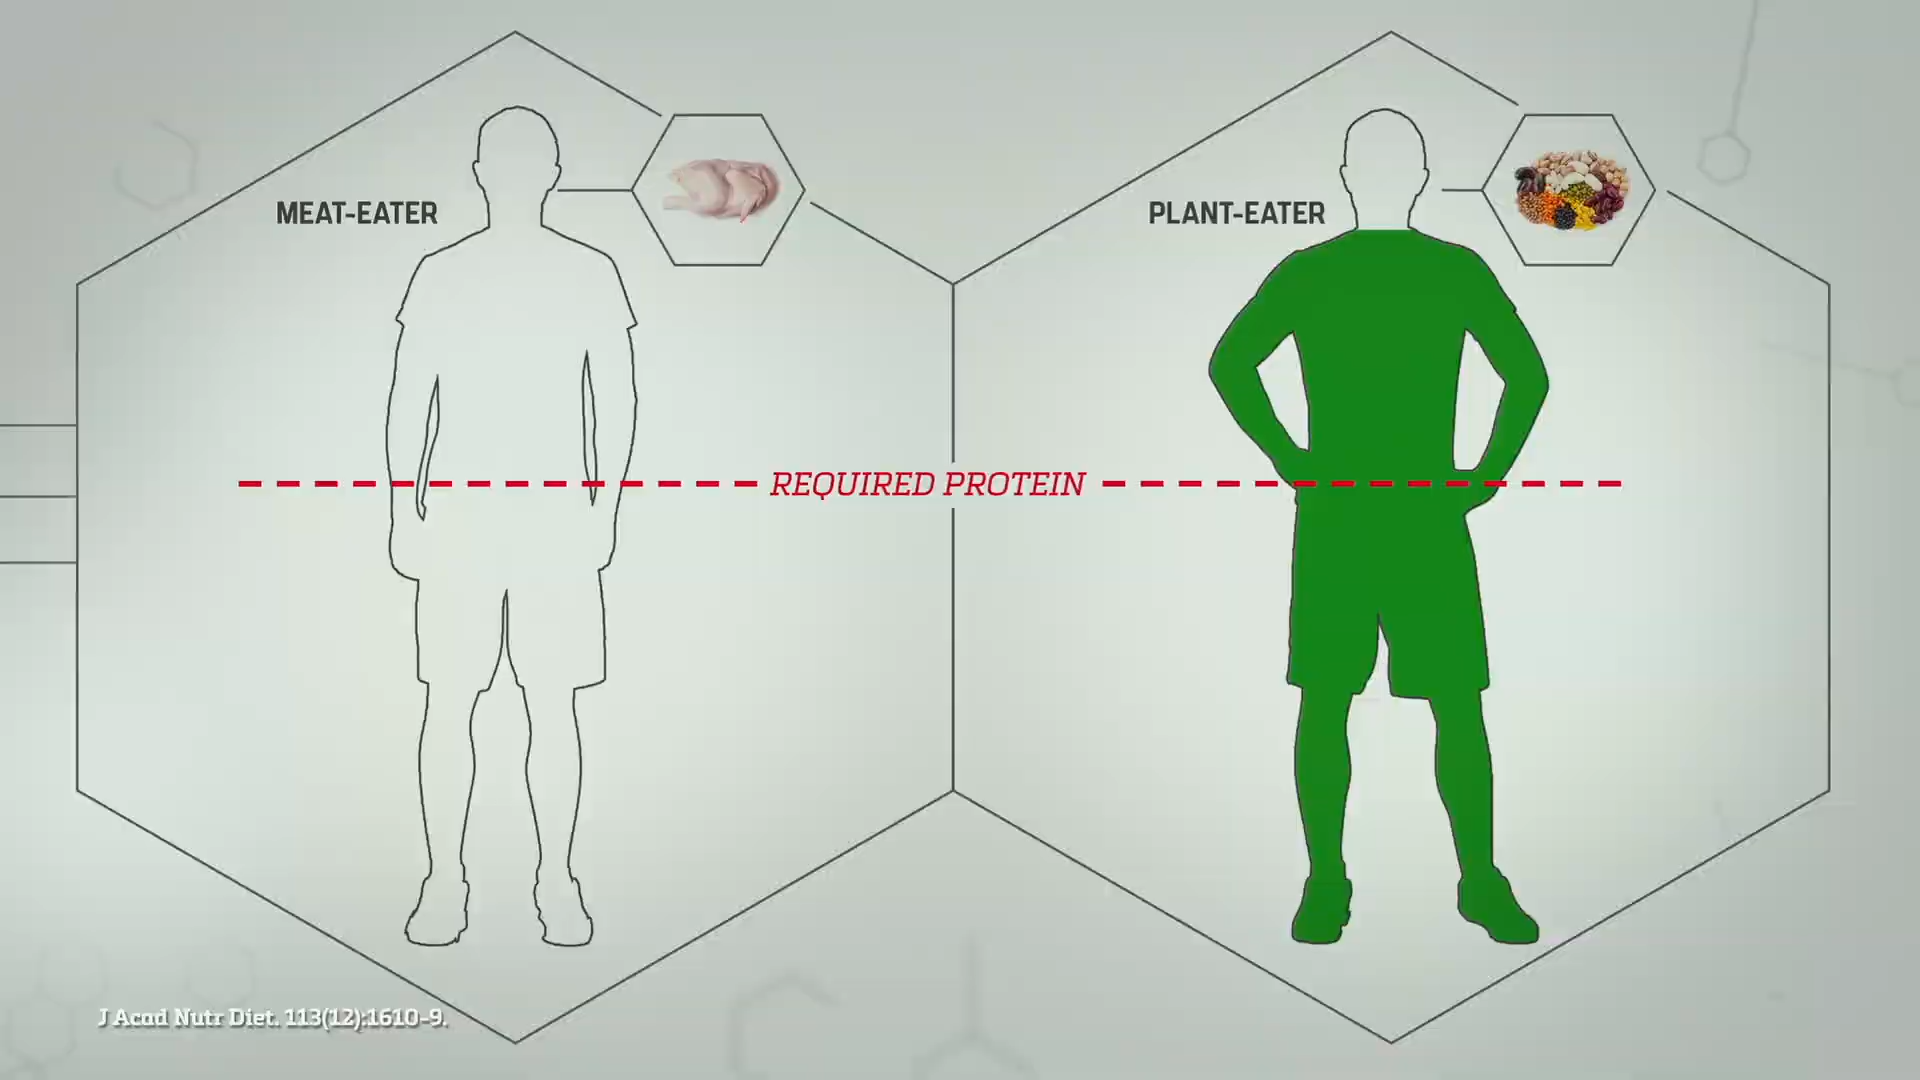 MEAT-EATER
PLANT-EATER
REQUIRED PROTEIN
J Acad Nutr Diet. 113(12):1610-9.